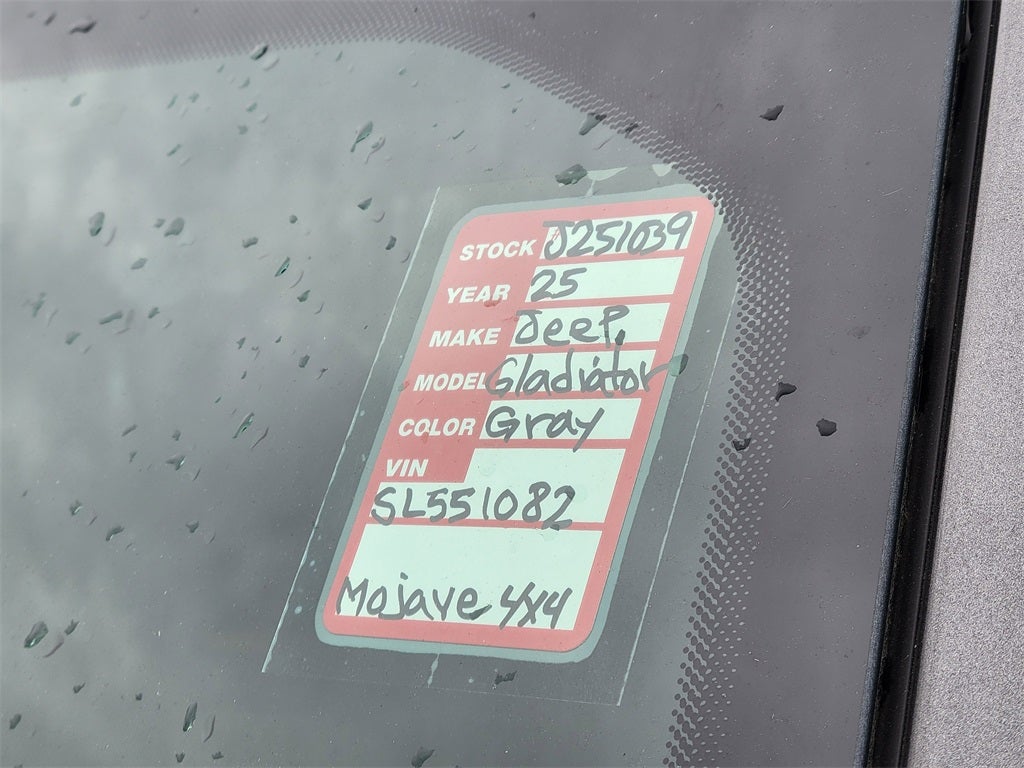 STOCK J251039
YEAR 25
MAKE Jeep
MODEL Gladiator
COLOR Gray
VIN
SL551082
Mojave 4x4